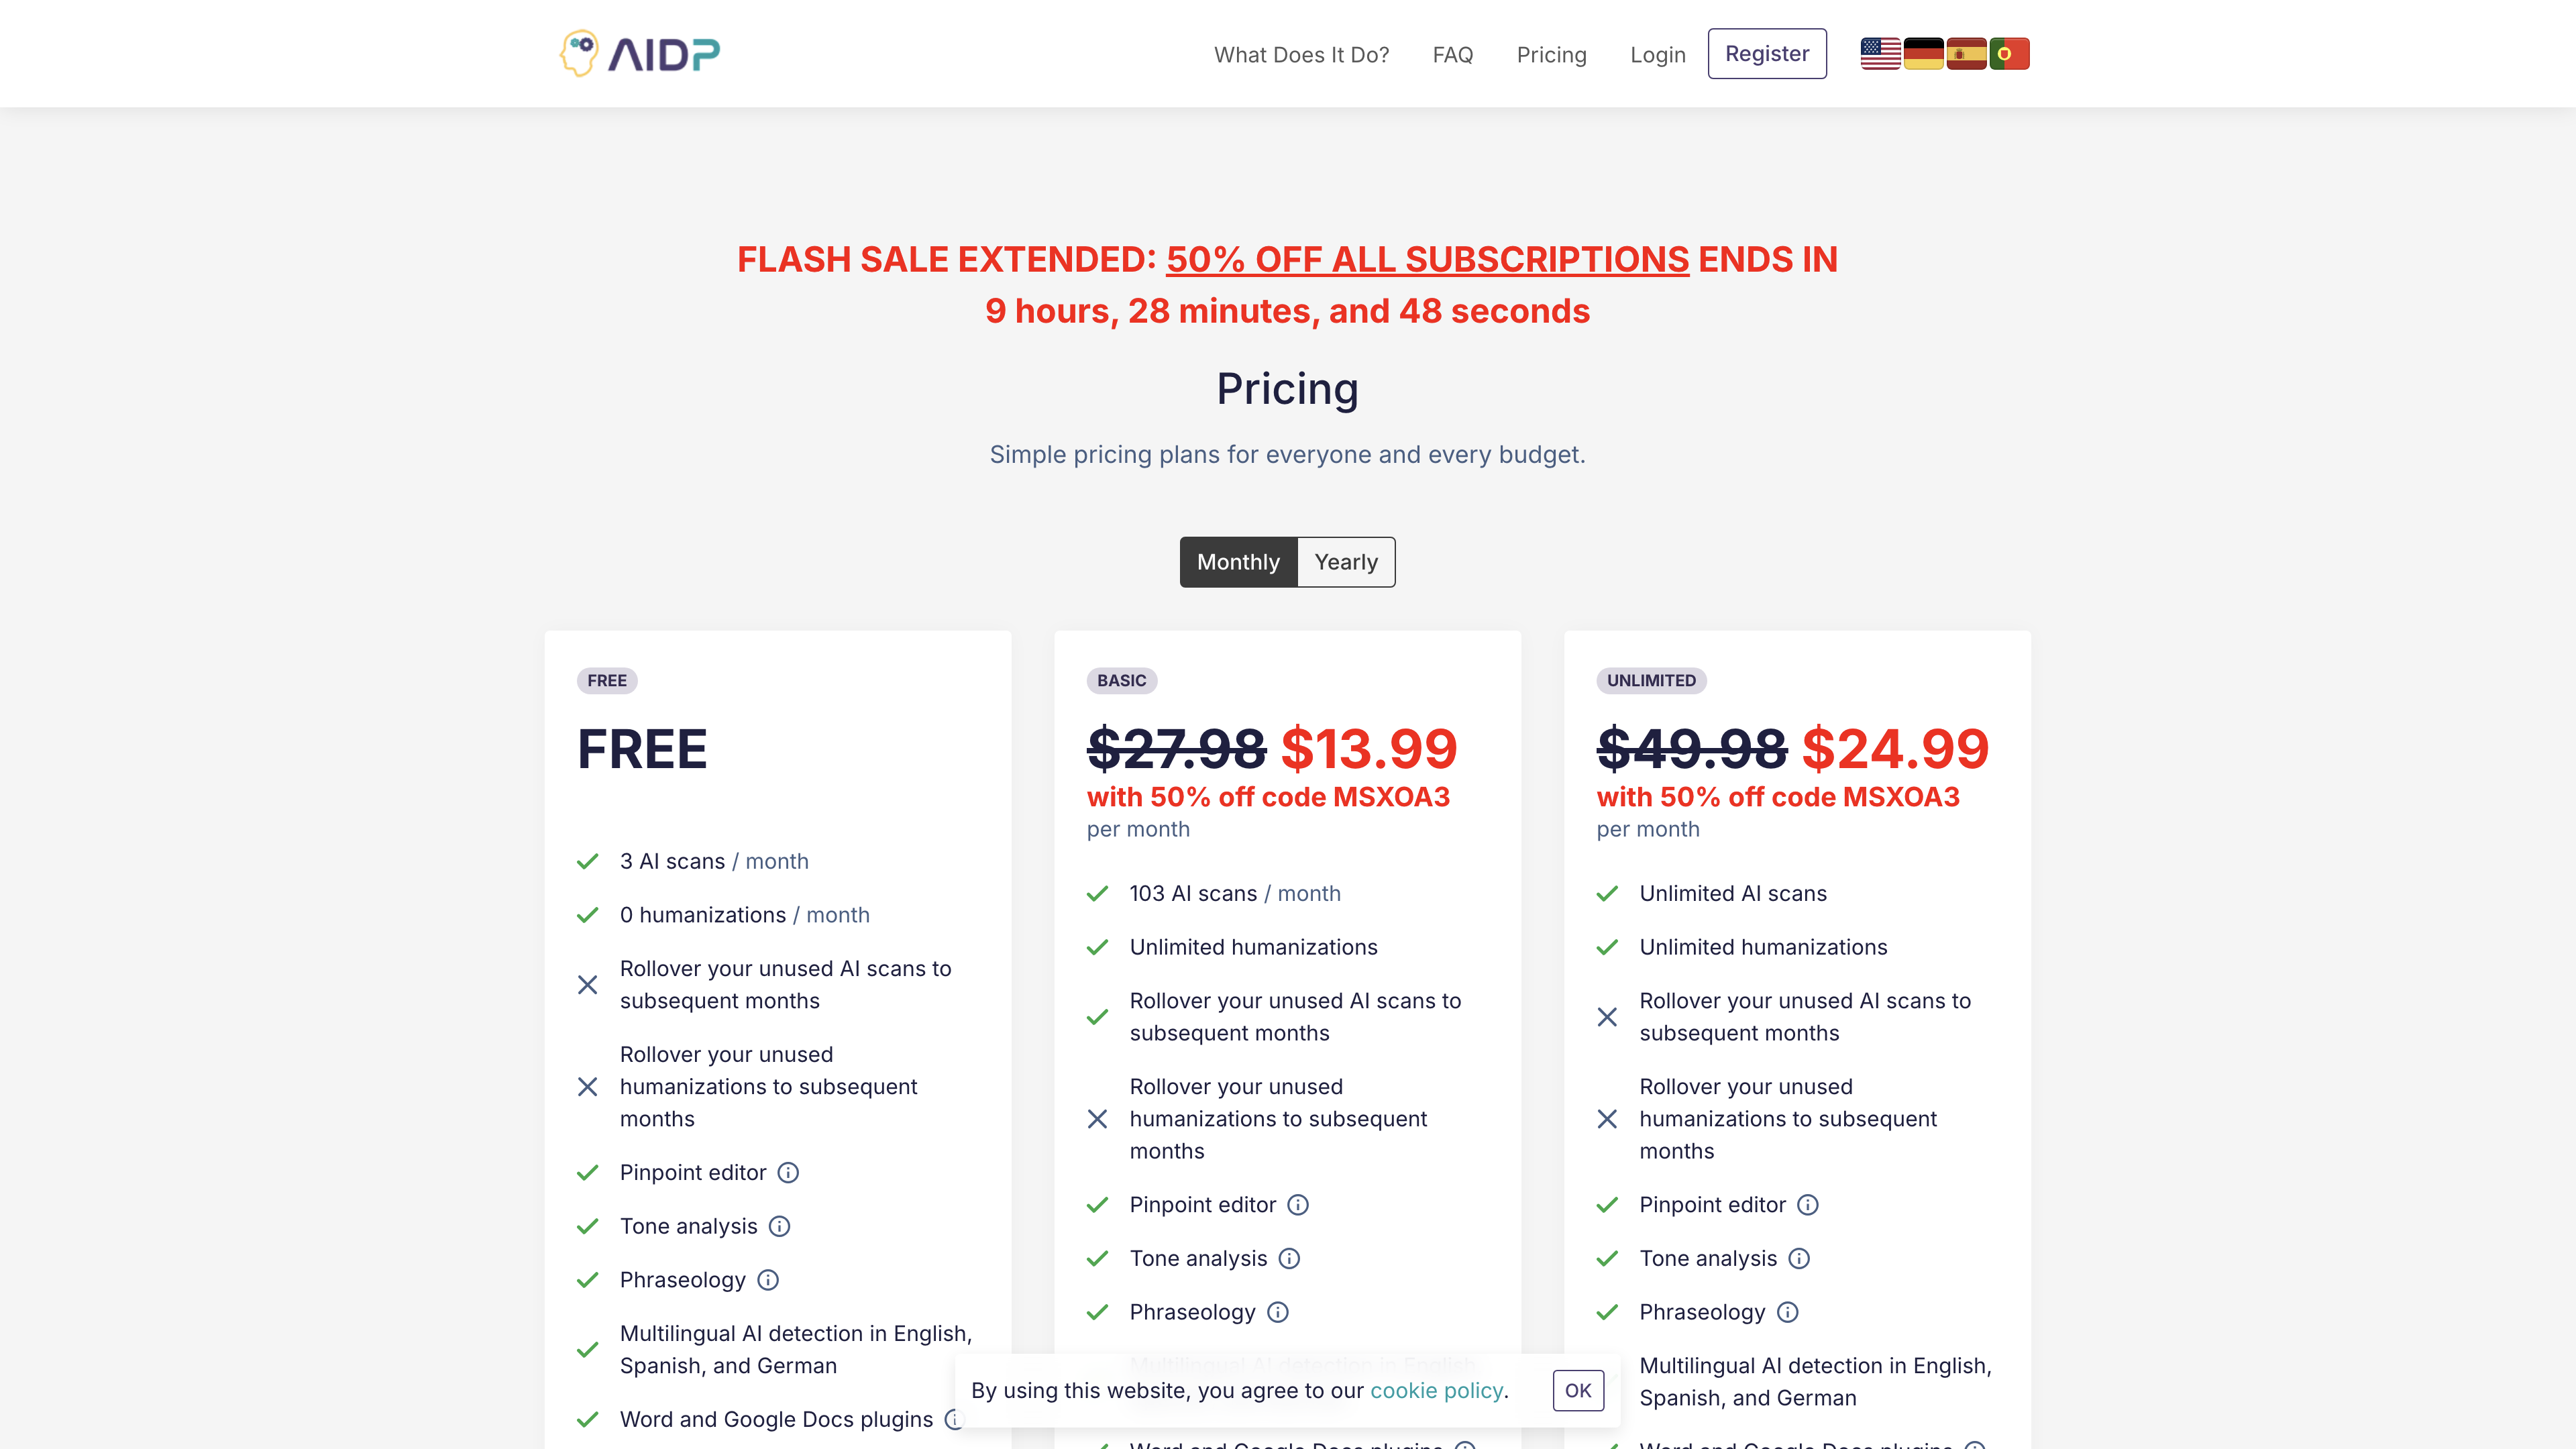 AIDP
What Does It Do?
FAQ
Pricing
Login
Register
FLASH SALE EXTENDED: 50% OFF ALL SUBSCRIPTIONS ENDS IN
9 hours, 28 minutes, and 48 seconds
Pricing
Simple pricing plans for everyone and every budget.
Monthly
Yearly
FREE
FREE
3 AI scans / month
0 humanizations / month
Rollover your unused AI scans to
subsequent months
Rollover your unused
humanizations to subsequent
months
Pinpoint editor
Tone analysis
Phraseology
Multilingual AI detection in English,
Spanish, and German
Word and Google Docs plugins
BASIC
$27.98 $13.99
with 50% off code MSXOA3
per month
103 AI scans / month
Unlimited humanizations
Rollover your unused AI scans to
subsequent months
Rollover your unused
humanizations to subsequent
months
Pinpoint editor
Tone analysis
Phraseology
Multilingual AI detection in English,
Word and Google Docs plugins
UNLIMITED
$49.98 $24.99
with 50% off code MSXOA3
per month
Unlimited AI scans
Unlimited humanizations
Rollover your unused AI scans to
subsequent months
Rollover your unused
humanizations to subsequent
months
Pinpoint editor
Tone analysis
Phraseology
Multilingual AI detection in English,
Spanish, and German
Word and Google Docs plugins
By using this website, you agree to our cookie policy.
OK